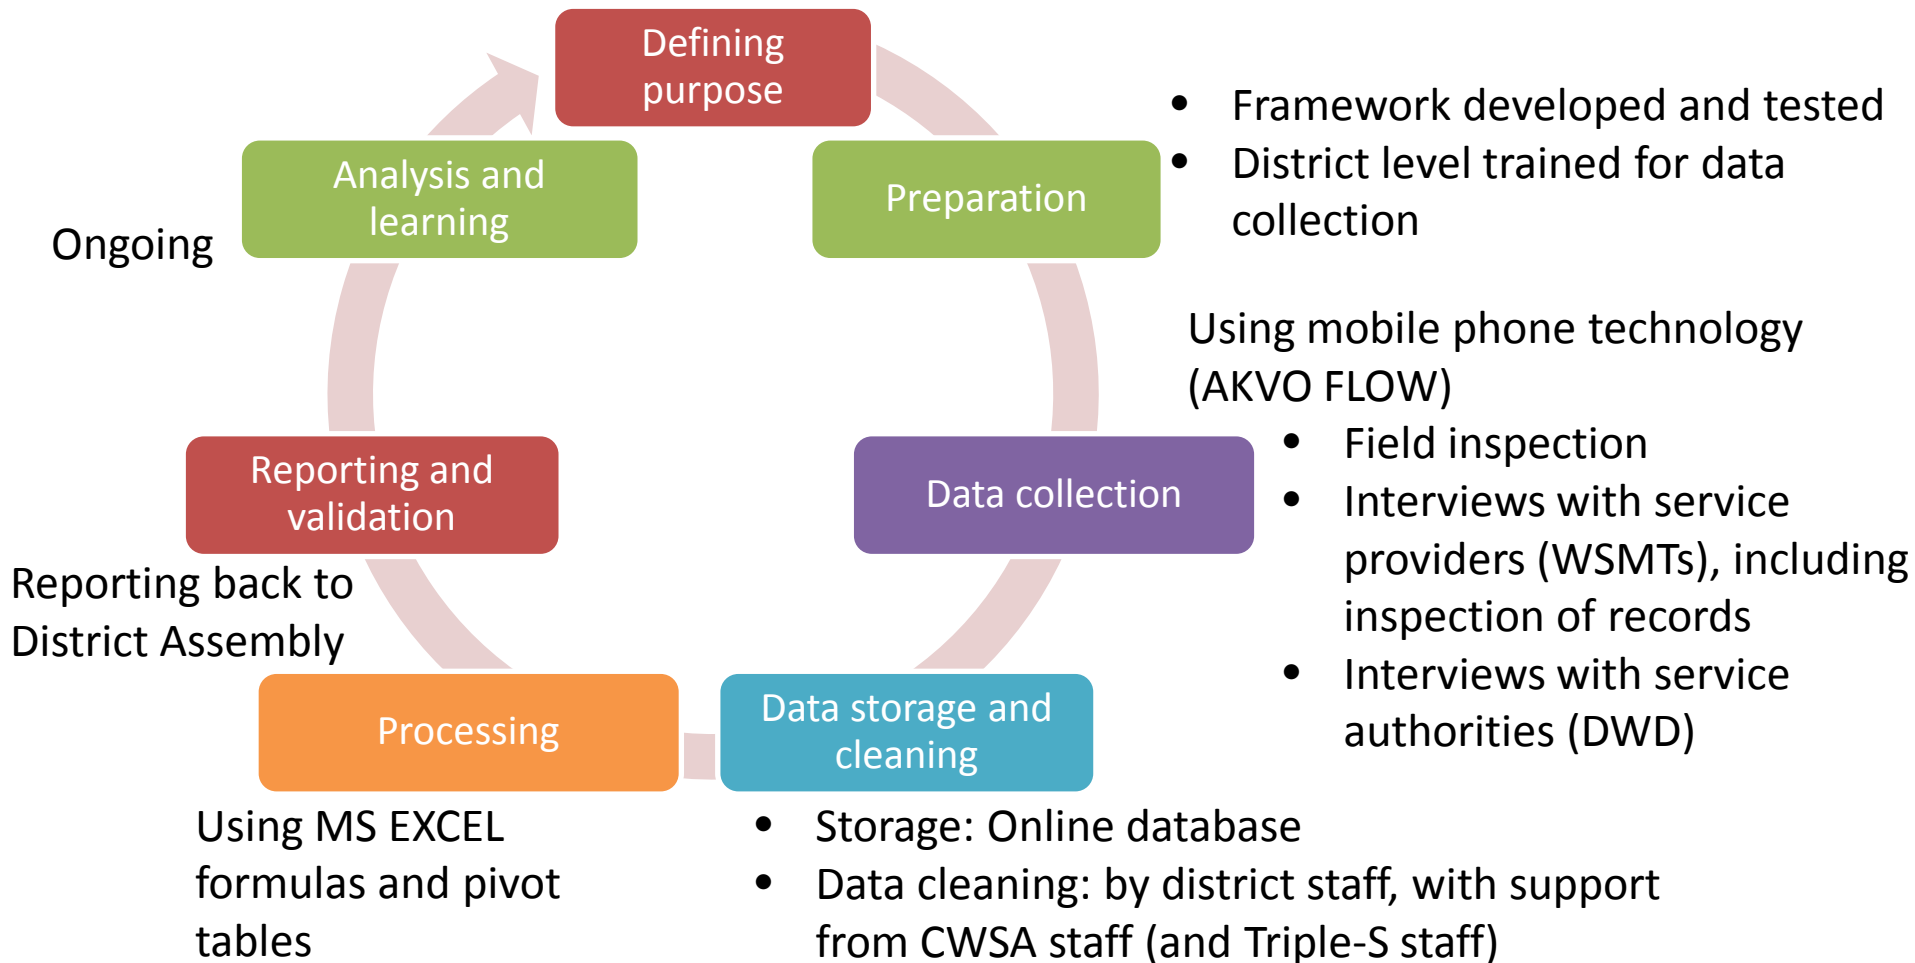 Defining
purpose
• Framework developed and tested
• District level trained for data
collection
Preparation
Analysis and
learning
Ongoing
Using mobile phone technology
(AKVO FLOW)
• Field inspection
• Interviews with service
providers (WSMTs), including
inspection of records
• Interviews with service
authorities (DWD)
Data collection
Reporting and
validation
Reporting back to
District Assembly
Data storage and
cleaning
• Storage: Online database
• Data cleaning: by district staff, with support
from CWSA staff (and Triple-S staff)
Processing
Using MS EXCEL
formulas and pivot
tables